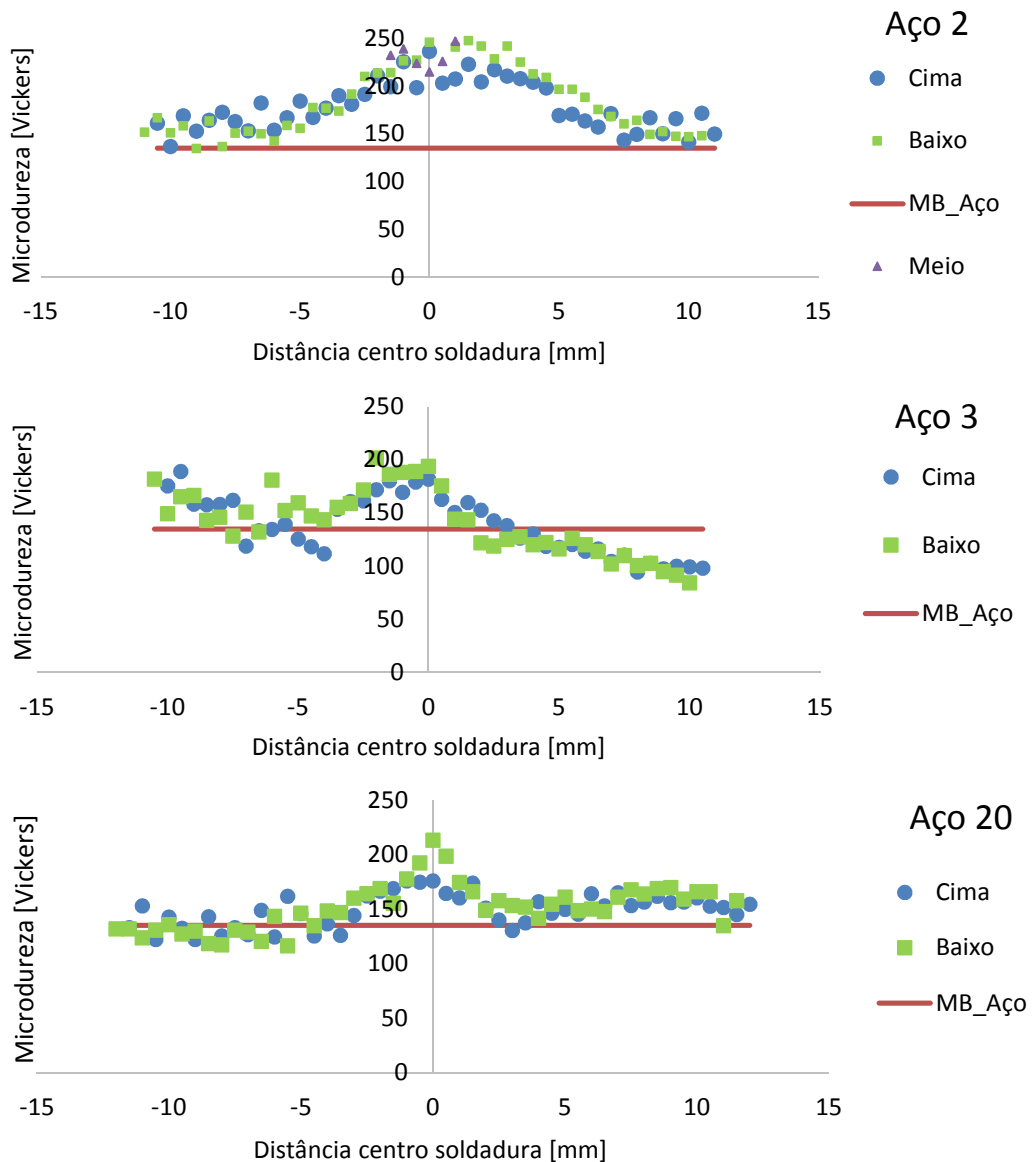 Aço 2
Cima
Baixo
MB_Aço
Meio
Microdureza [Vickers]
250
200
150
100
50
0
-15 -10 -5 0 5 10 15
Distância centro soldadura [mm]
Aço 3
Cima
Baixo
MB_Aço
Microdureza [Vickers]
250
200
150
100
50
0
-15 -10 -5 0 5 10 15
Distância centro soldadura [mm]
Aço 20
Cima
Baixo
MB_Aço
Microdureza [Vickers]
250
200
150
100
50
0
-15 -10 -5 0 5 10 15
Distância centro soldadura [mm]